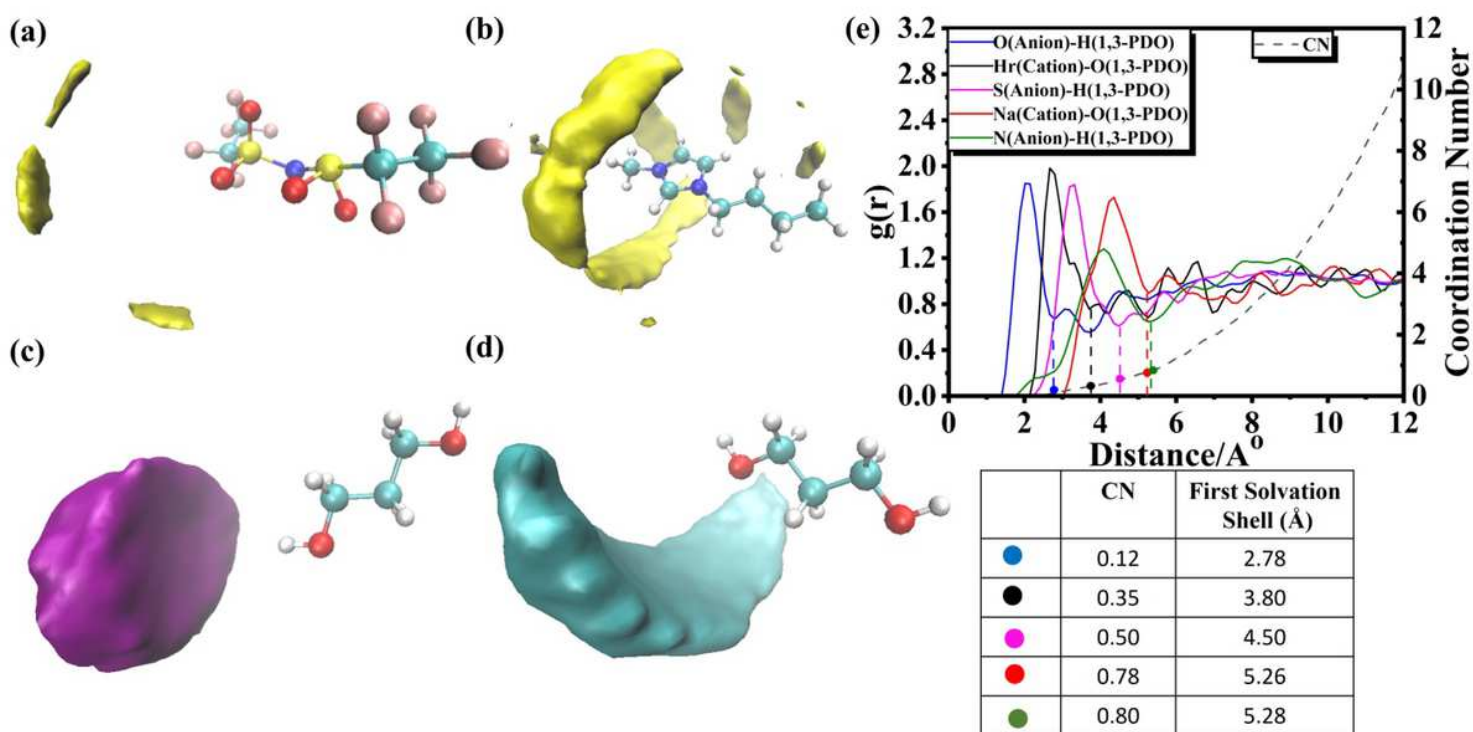 (a)
(b)
(c)
(d)
(e)
3.2
2.8
2.4
2.0
1.6
1.2
0.8
0.4
0.0
g(r)
O(Anion)-H(1,3-PDO)
Hr(Cation)-O(1,3-PDO)
S(Anion)-H(1,3-PDO)
Na(Cation)-O(1,3-PDO)
N(Anion)-H(1,3-PDO)
CN
12
10
8
6
4
2
0
Coordination Number
0 2 4 6 8 10 12
Distance/A°
CN First Solvation
Shell (Å)
0.12 2.78
0.35 3.80
0.50 4.50
0.78 5.26
0.80 5.28